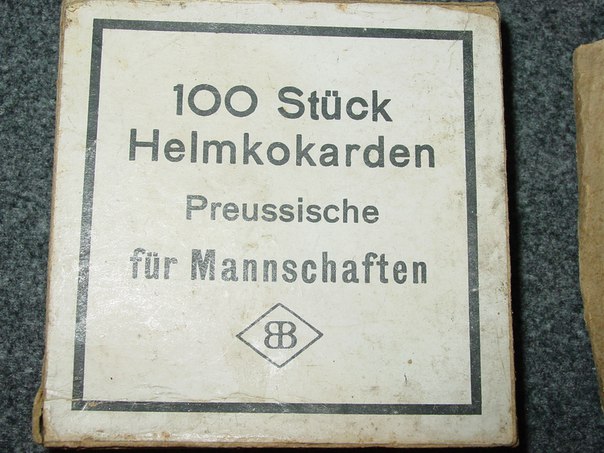 100 Stück
Helmkokarden
Preussische
für Mannschaften
BB